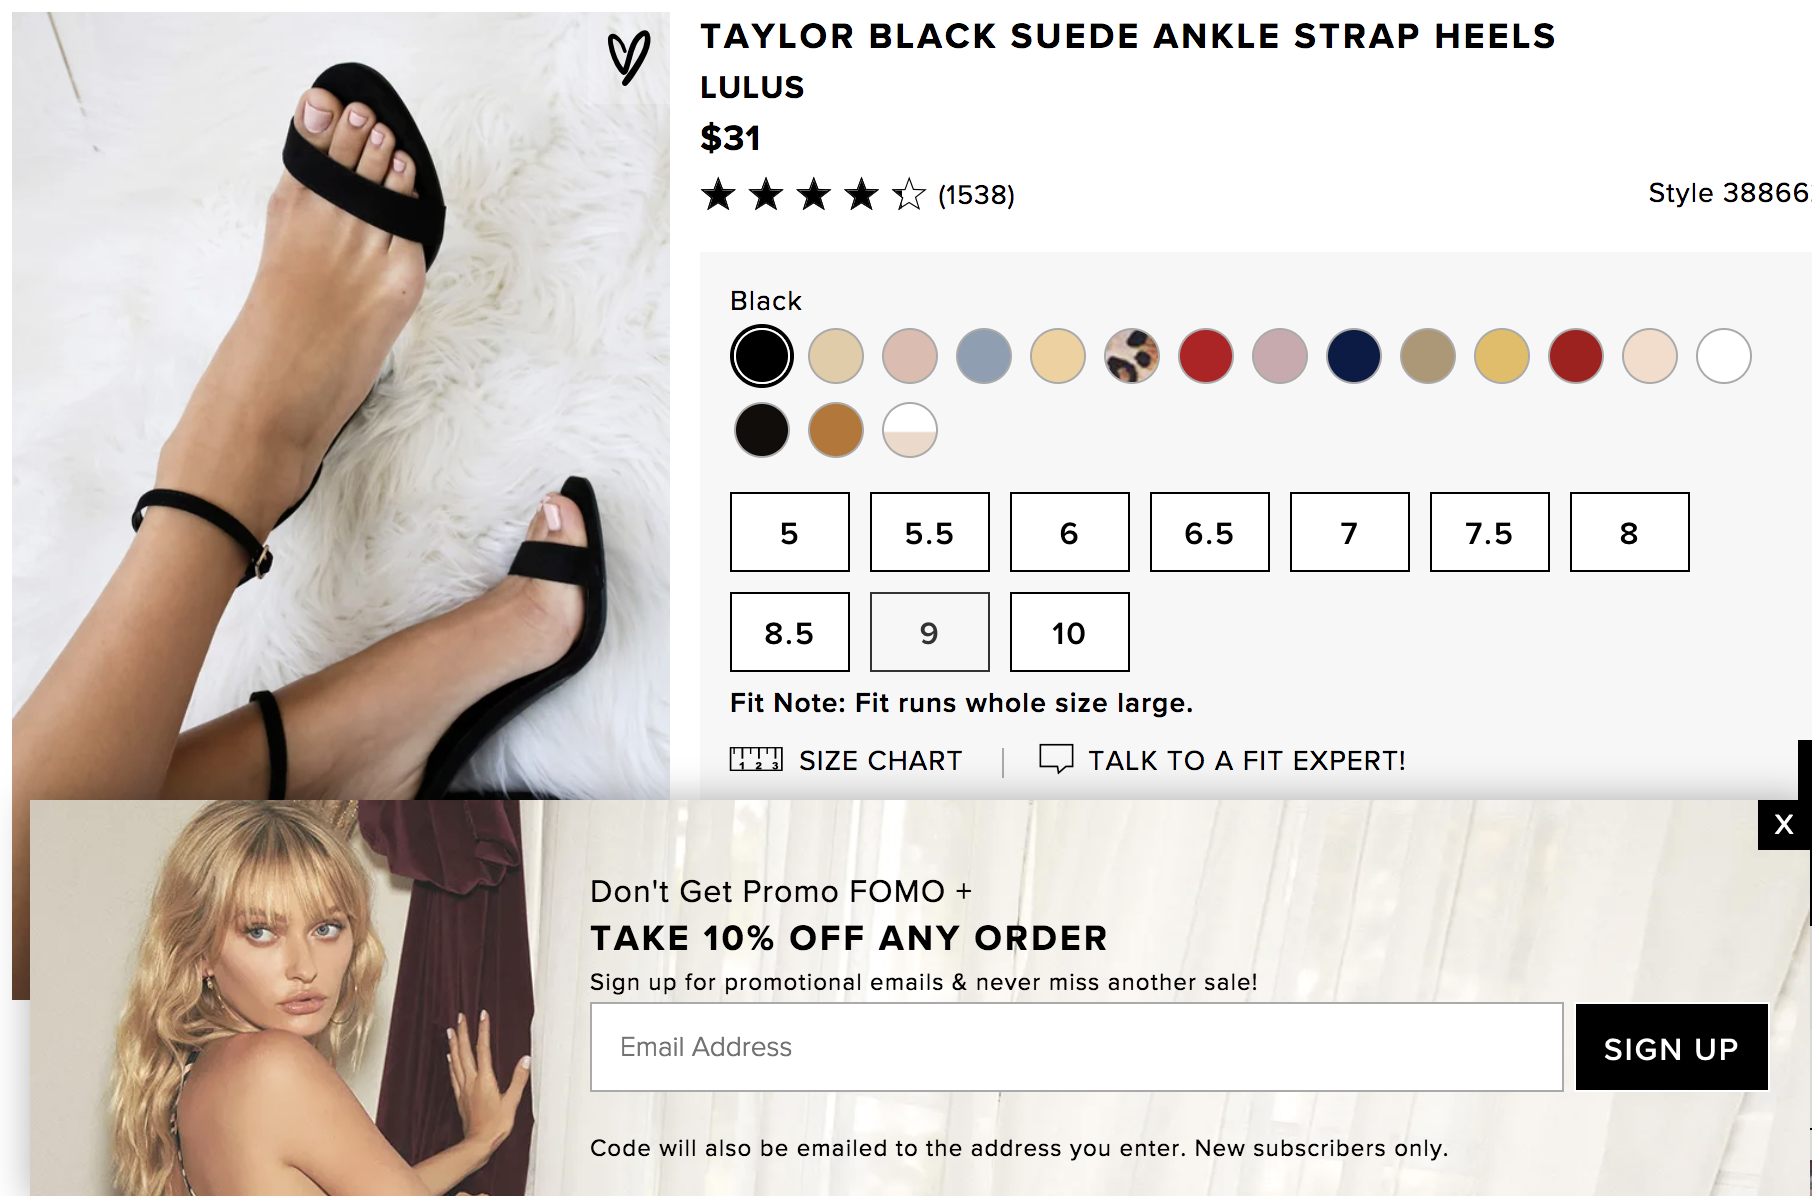 TAYLOR BLACK SUEDE ANKLE STRAP HEELS
LULUS
$31
(1538)
Style 38866
Black
5 5.5 6 6.5 7 7.5 8
8.5 9 10
Fit Note: Fit runs whole size large.
1 2 3 SIZE CHART | TALK TO A FIT EXPERT!
X
Don't Get Promo FOMO +
TAKE 10% OFF ANY ORDER
Sign up for promotional emails & never miss another sale!
Email Address
SIGN UP
Code will also be emailed to the address you enter. New subscribers only.